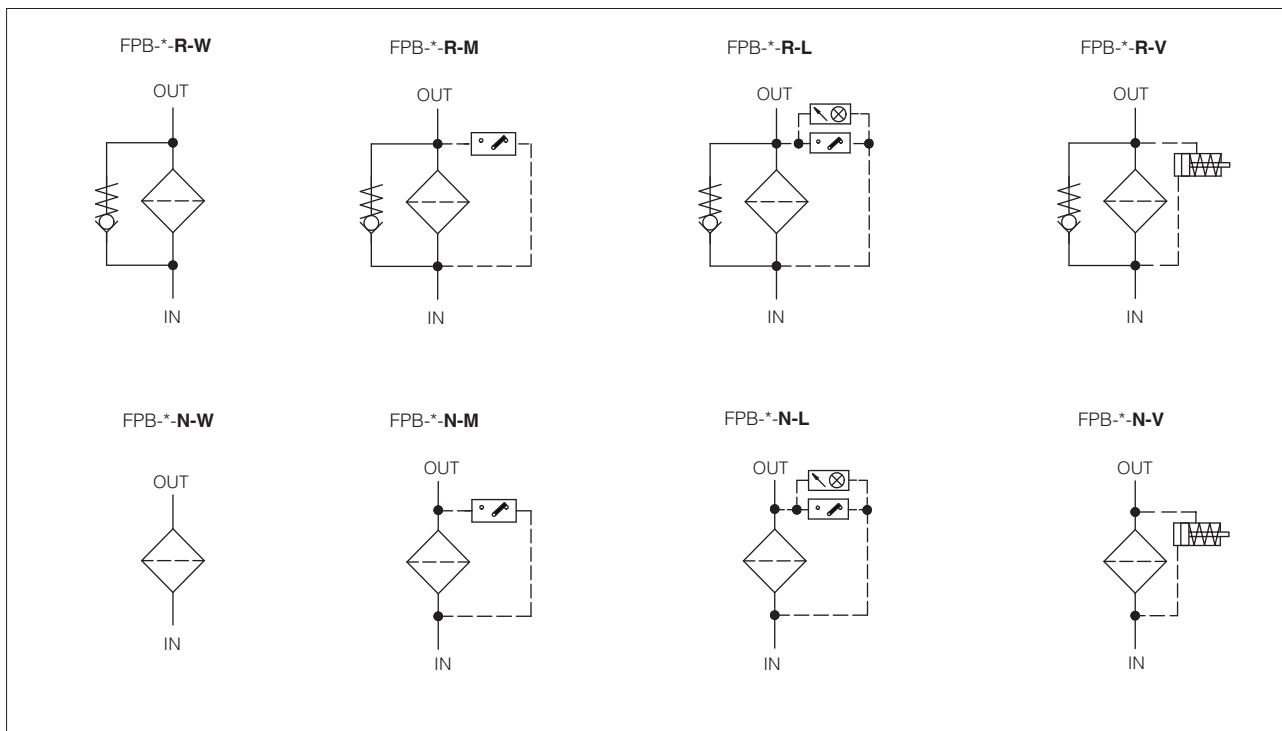 FPB-*-R-W
FPB-*-R-M
FPB-*-R-L
FPB-*-R-V
OUT
OUT
OUT
OUT
IN
IN
IN
IN
FPB-*-N-W
FPB-*-N-M
FPB-*-N-L
FPB-*-N-V
OUT
OUT
OUT
OUT
IN
IN
IN
IN